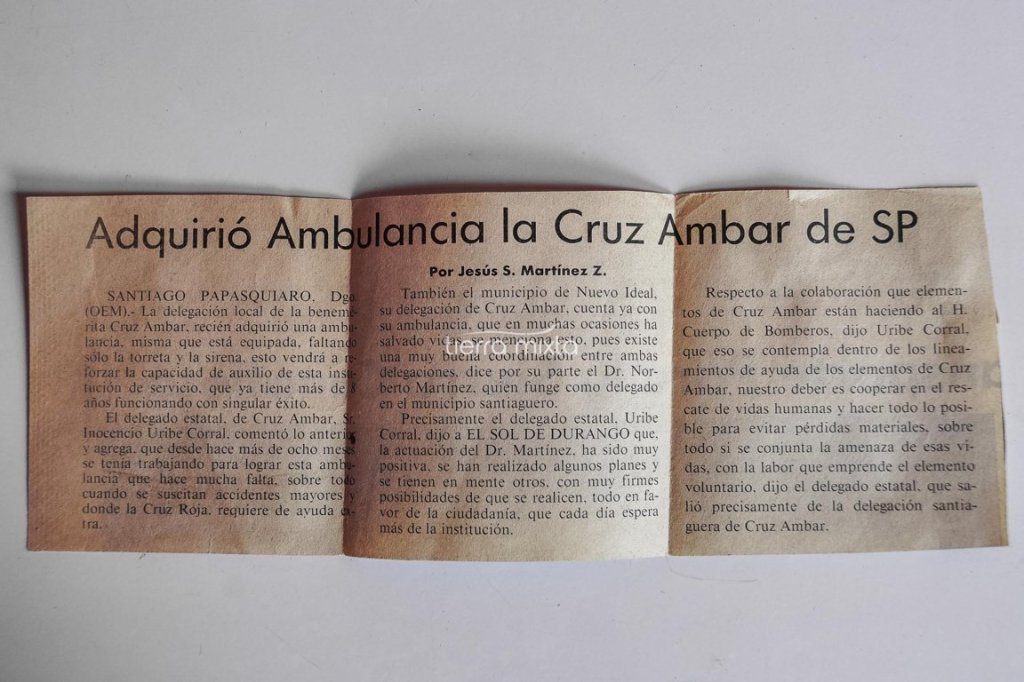 Adquirió Ambulancia la Cruz Ambar de SP
Por Jesús S. Martínez Z.
SANTIAGO PAPASQUIARO, Dgo.
(OEM).- La delegación local de la bemé-
rita Cruz Ambar, recién adquirió una ambu-
lancia, misma que está equipada, faltando
sólo la torreta y la sirena, esto vendrá a re-
forzar la capacidad de auxilio de esta ins-
titución de servicio, que ya tiene más de 8
años funcionando con singular éxito.
El delegado estatal, de Cruz Ambar, Sr.
Inocencio Uribe Corral, comentó lo anterior
y agrega, que desde hace más de ocho meses
se tenía trabajando para lograr esta ambu-
lancia que hace mucha falta, sobre todo
cuando se suscitan accidentes mayores y
donde la Cruz Roja, requiere de ayuda ex-
tra.
También el municipio de Nuevo Ideal,
su delegación de Cruz Ambar, cuenta ya con
su ambulancia, que en muchas ocasiones ha
salvado vidas en menos esto, pues existe
una muy buena coordinación entre ambas
delegaciones, dice por su parte el Dr. Nor-
berto Martínez, quien funge como delegado
en el municipio santiaguero.
Precisamente el delegado estatal, Uribe
Corral, dijo a EL SOL DE DURANGO que,
la actuación del Dr. Martínez, ha sido muy
positiva, se han realizado algunos planes y
se tienen en mente otros, con muy firmes
posibilidades de que se realicen, todo en fa-
vor de la ciudadanía, que cada día espera
más de la institución.
Respecto a la colaboración que elemen-
tos de Cruz Ambar están haciendo al H.
Cuerpo de Bomberos, dijo Uribe Corral,
que eso se contempla dentro de los linea-
mientos de ayuda de los elementos de Cruz
Ambar, nuestro deber es cooperar en el res-
cate de vidas humanas y hacer todo lo posi-
ble para evitar pérdidas materiales, sobre
todo si se conjunta la amenaza de esas vi-
das, con la labor que emprende el elemento
voluntario, dijo el delegado estatal, que sa-
lió precisamente de la delegación santia-
guera de Cruz Ambar.
tierro mixto